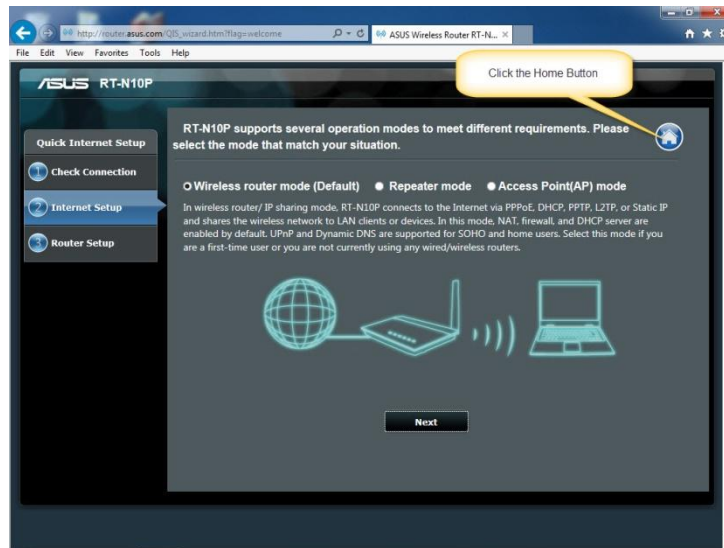 http://router.asus.com/QIS_wizard.htm?flag=welcome
ASUS Wireless Router RT-N...
File Edit View Favorites Tools Help
Click the Home Button
ASUS RT-N10P
Quick Internet Setup
1 Check Connection
2 Internet Setup
3 Router Setup
RT-N10P supports several operation modes to meet different requirements. Please
select the mode that match your situation.
Wireless router mode (Default) Repeater mode Access Point(AP) mode
In wireless router/ IP sharing mode, RT-N10P connects to the Internet via PPPoE, DHCP, PPTP, L2TP, or Static IP
and shares the wireless network to LAN clients or devices. In this mode, NAT, firewall, and DHCP server are
enabled by default. UPnP and Dynamic DNS are supported for SOHO and home users. Select this mode if you
are a first-time user or you are not currently using any wired/wireless routers.
Next